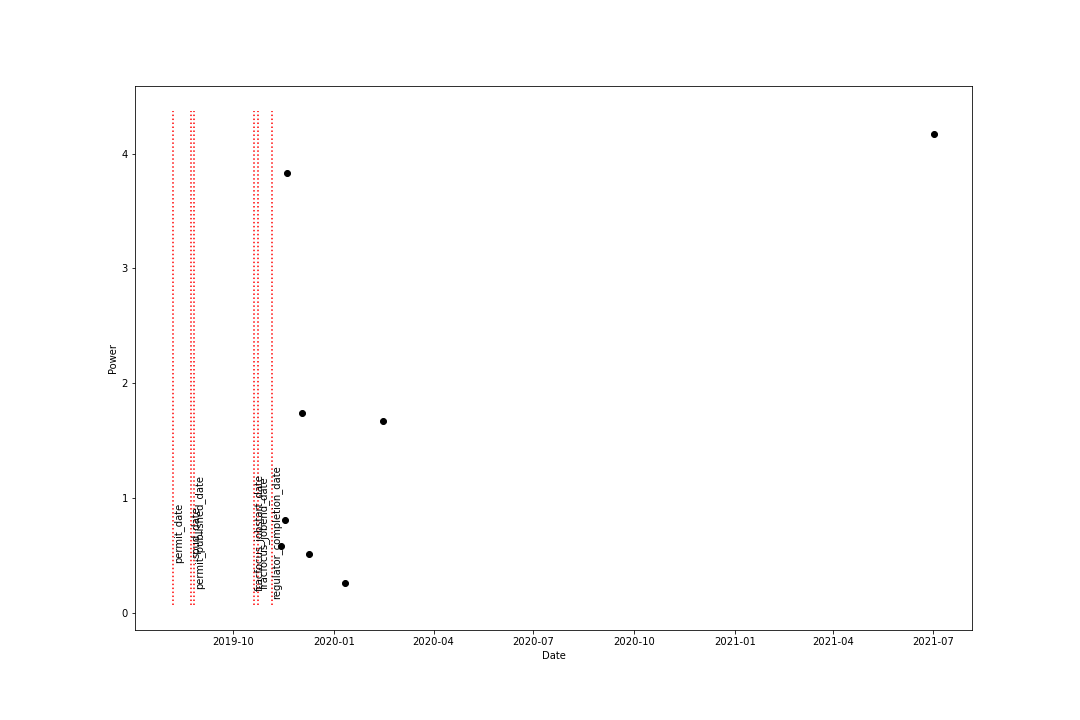 4
3
2
1
0
Power
permit_date
spud_date
permit_published_date
fracfocus_jobstart_date
fracfocus_jobend_date
regulator_completion_date
2019-10
2020-01
2020-04
2020-07
2020-10
2021-01
2021-04
2021-07
Date